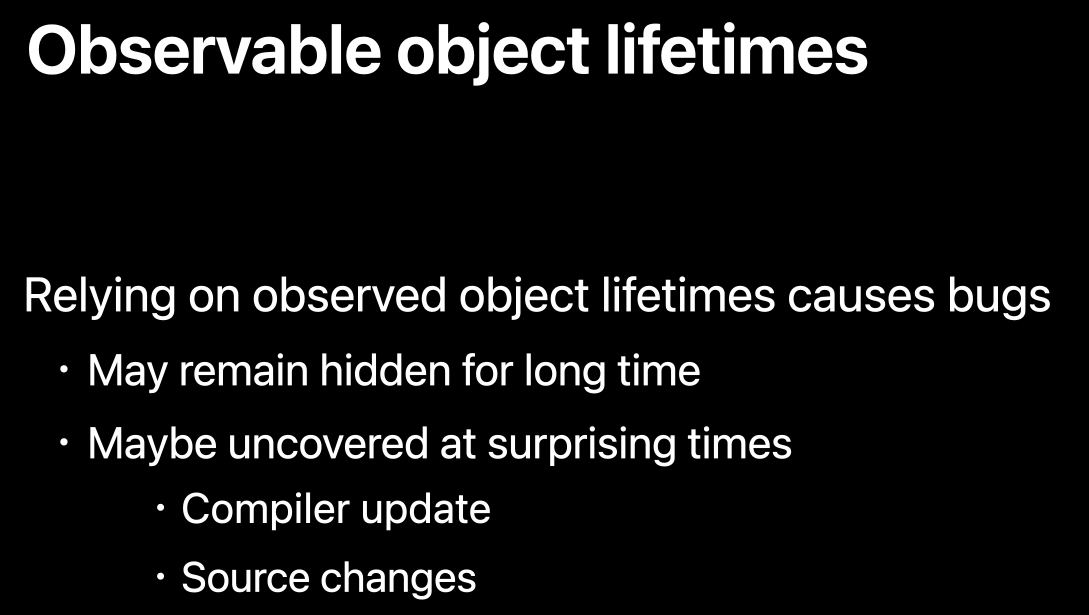 Observable object lifetimes
Relying on observed object lifetimes causes bugs
• May remain hidden for long time
• Maybe uncovered at surprising times
• Compiler update
• Source changes